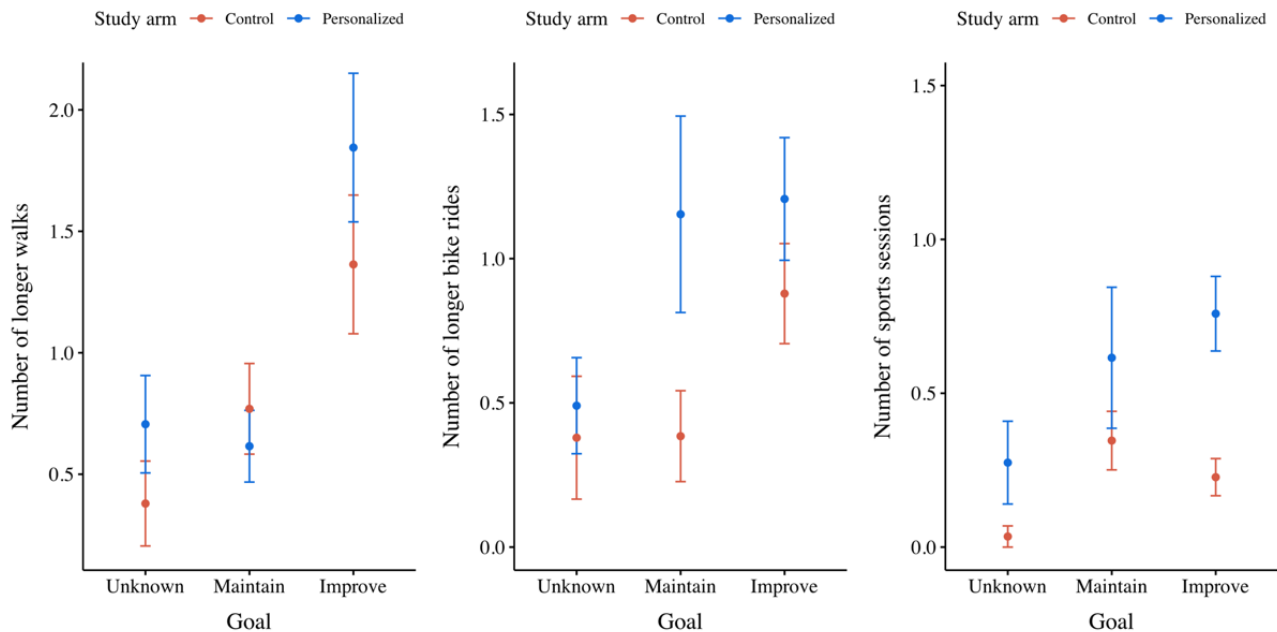 Study arm Control Personalized
Number of longer walks
2.0
1.5
1.0
0.5
Unknown Maintain Improve
Goal
Study arm Control Personalized
Number of longer bike rides
1.5
1.0
0.5
0.0
Unknown Maintain Improve
Goal
Study arm Control Personalized
Number of sports sessions
1.5
1.0
0.5
0.0
Unknown Maintain Improve
Goal